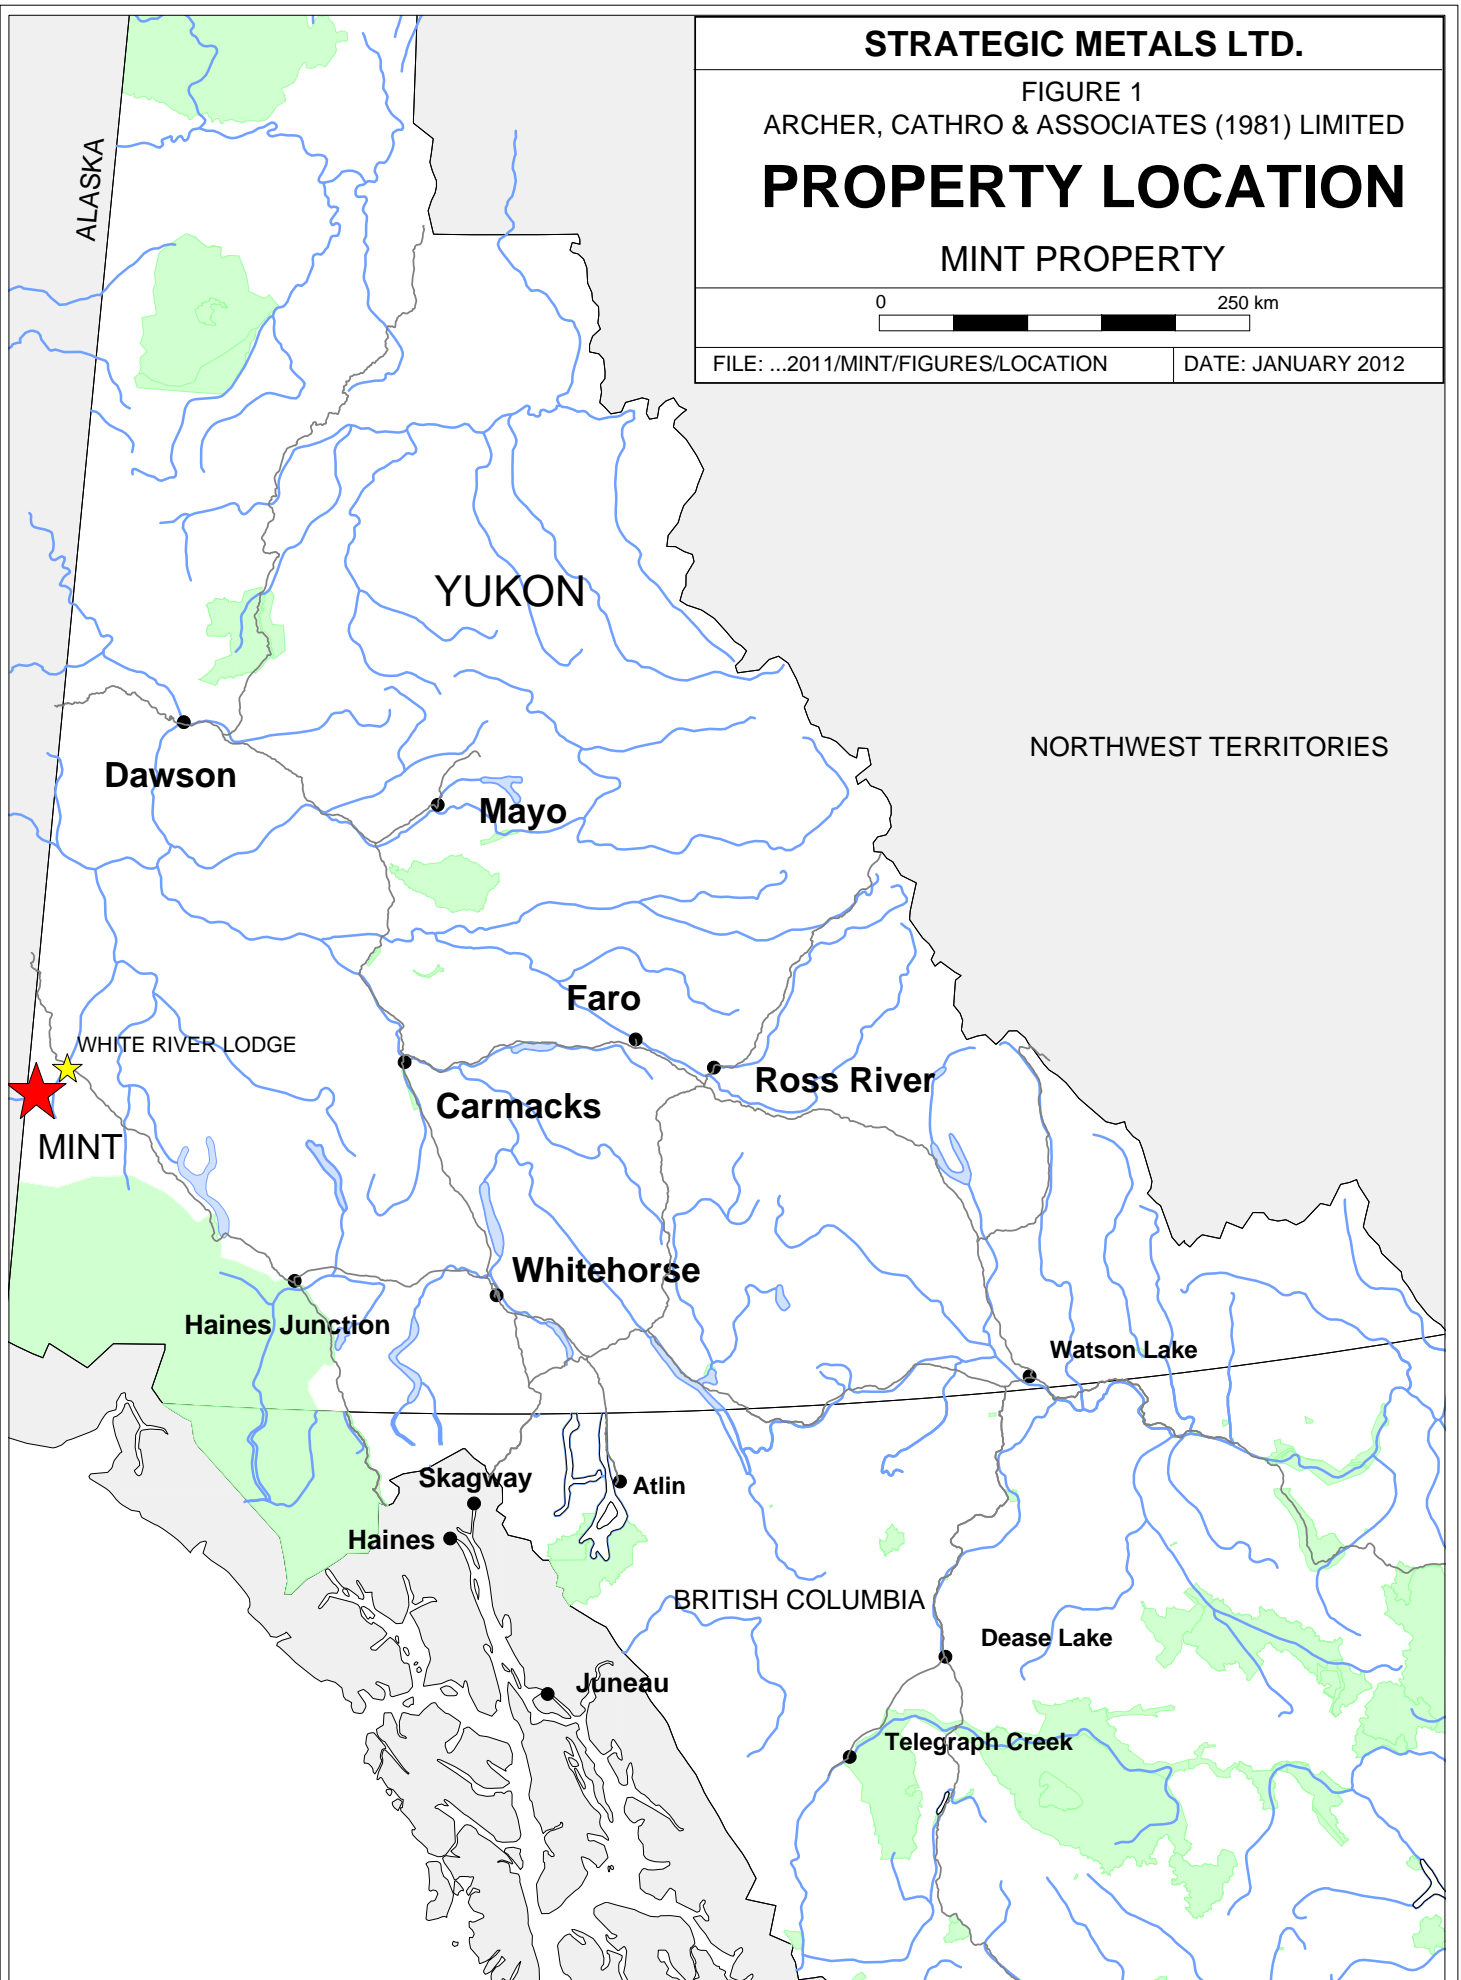 STRATEGIC METALS LTD.
FIGURE 1
ARCHER, CATHRO & ASSOCIATES (1981) LIMITED
PROPERTY LOCATION
MINT PROPERTY
0 250 km
FILE: ...2011/MINT/FIGURES/LOCATION DATE: JANUARY 2012
ALASKA
YUKON
NORTHWEST TERRITORIES
Dawson
Mayo
Faro
WHITE RIVER LODGE
Ross River
Carmacks
MINT
Whitehorse
Haines Junction
Watson Lake
Skagway
Atlin
Haines
BRITISH COLUMBIA
Dease Lake
Juneau
Telegraph Creek